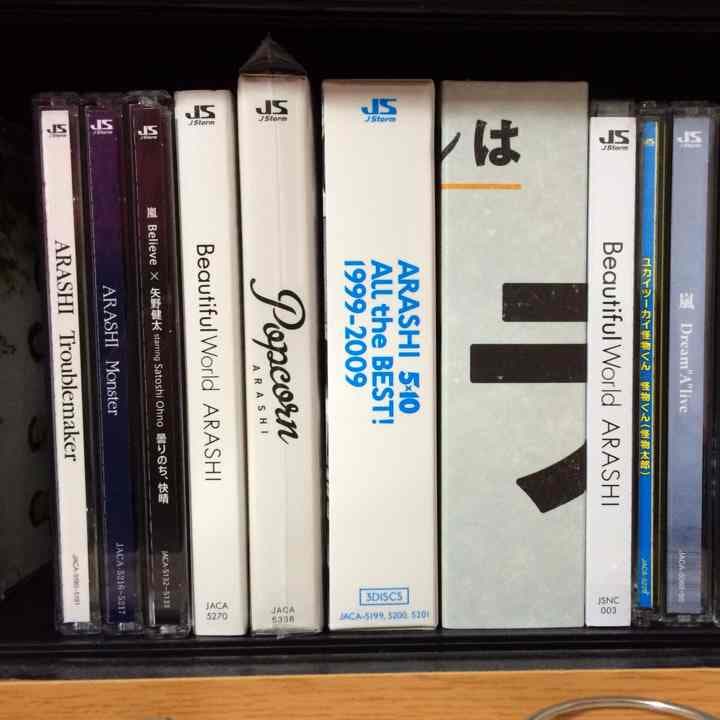 JS
J Storm
ARASHI Troublemaker
JS
J Storm
ARASHI Monster
JACA 5216~5217
JS
J Storm
嵐 Believe × 矢野健太 starring Satoshi Ohno 曇りのち、快晴
JACA-5132~5133
JS
J Storm
Beautiful World ARASHI
JACA
5270
JS
J Storm
Popcorn
ARASHI
JACA
5338
JS
J Storm
ARASHI 5×10
All the BEST!
1999-2009
3DISCS
JACA-5199, 5200, 5201
は
JS
J Storm
Beautiful World ARASHI
JSNC
003
JS
ユカイツーカイ怪物くん 怪物くん(怪物太郎)
JS
J Storm
嵐 Dream"A"live